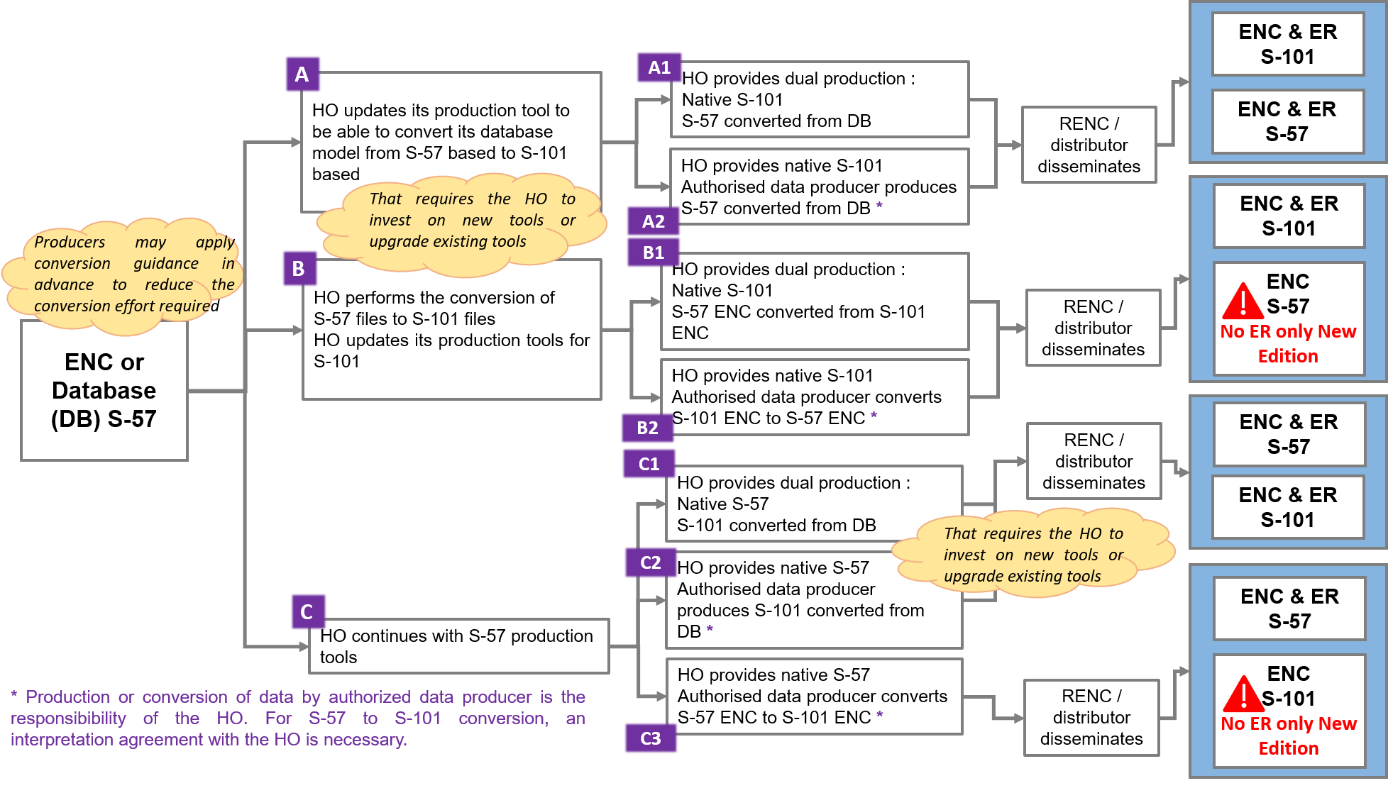 Producers may apply
conversion guidance in
advance to reduce the
conversion effort required
ENC or
Database
(DB) S-57
A
HO updates its production tool to
be able to convert its database
model from S-57 based to S-101
based
That requires the HO to
invest on new tools or
upgrade existing tools
B
HO performs the conversion of
S-57 files to S-101 files
HO updates its production tools for
S-101
C
HO continues with S-57 production
tools
A1
HO provides dual production :
Native S-101
S-57 converted from DB
HO provides native S-101
Authorised data producer produces
S-57 converted from DB *
A2
B1
HO provides dual production :
Native S-101
S-57 ENC converted from S-101
ENC
HO provides native S-101
Authorised data producer converts
S-101 ENC to S-57 ENC *
B2
C1
HO provides dual production :
Native S-57
S-101 converted from DB
C2
HO provides native S-57
Authorised data producer
produces S-101 converted from
DB *
That requires the HO to
invest on new tools or
upgrade existing tools
HO provides native S-57
Authorised data producer converts
S-57 ENC to S-101 ENC *
C3
RENC /
distributor
disseminates
RENC /
distributor
disseminates
RENC /
distributor
disseminates
RENC /
distributor
disseminates
ENC & ER
S-101
ENC & ER
S-57
ENC & ER
S-101
ENC
S-57
No ER only New
Edition
ENC & ER
S-57
ENC & ER
S-101
ENC & ER
S-57
ENC
S-101
No ER only New
Edition
* Production or conversion of data by authorized data producer is the
responsibibility of the HO. For S-57 to S-101 conversion, an
interpretation agreement with the HO is necessary.